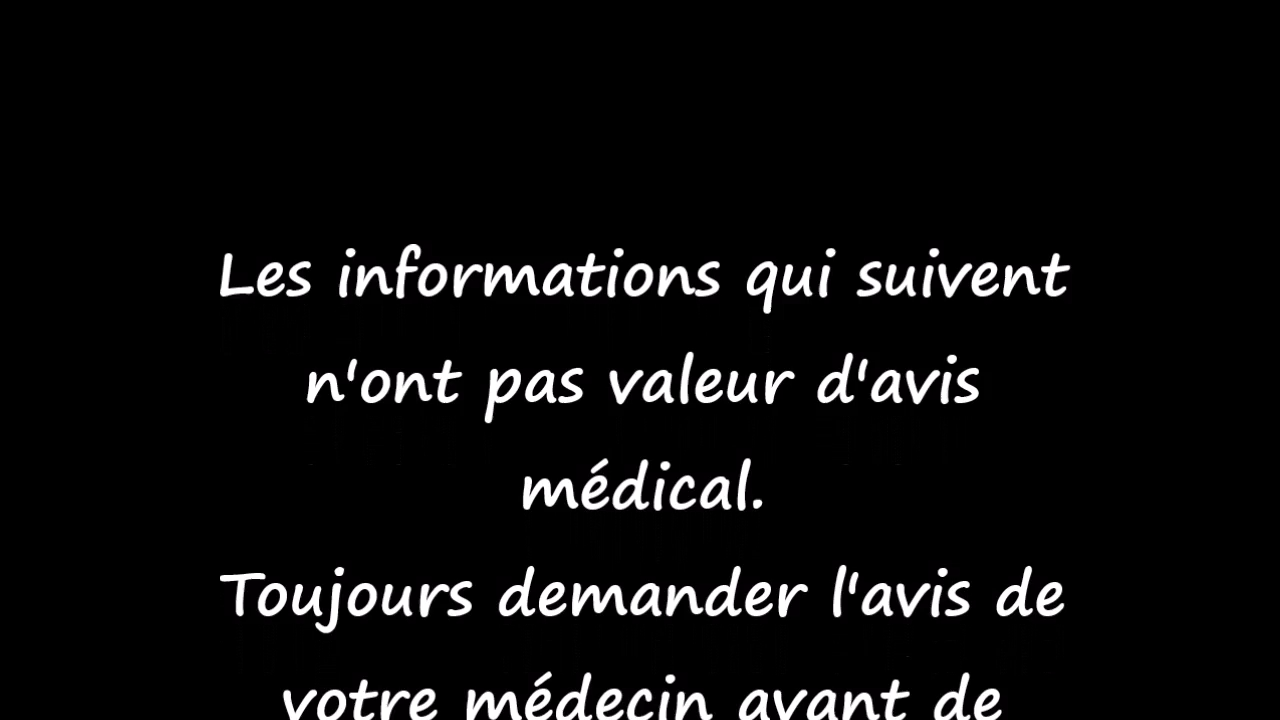 Les informations qui suivent
n'ont pas valeur d'avis
médical.
Toujours demander l'avis de
votre médecin avant de